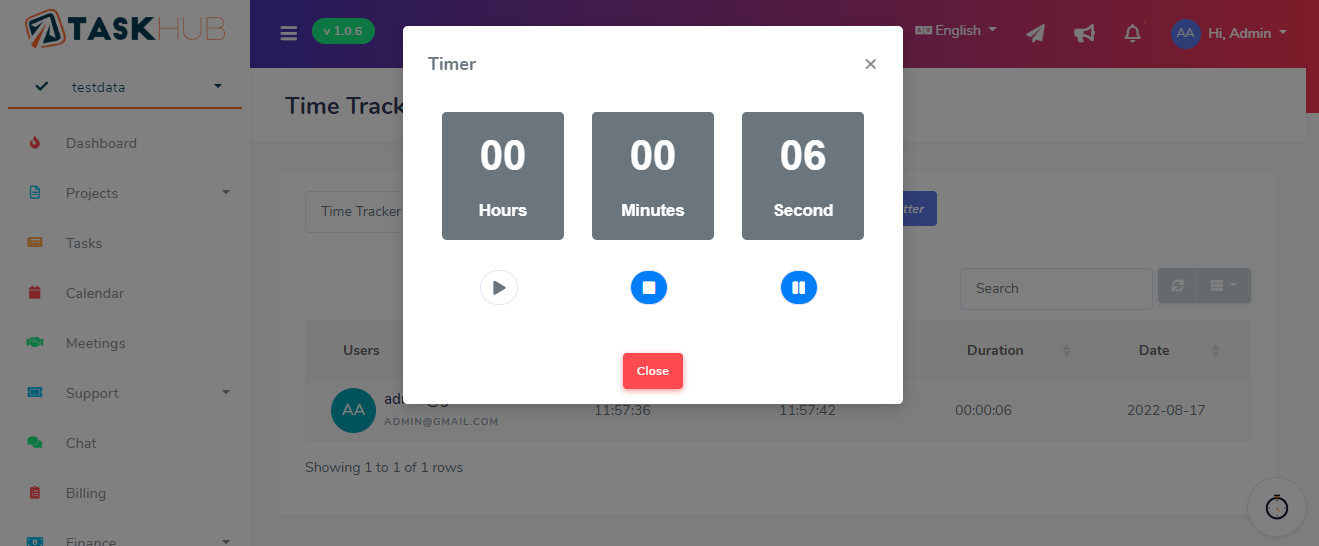 TASKHUB
v 1.0.6
English
AA
Hi, Admin
testdata
Timer
×
Time Track
Dashboard
Projects
Tasks
Calendar
Meetings
Support
Chat
Billing
Finance
00
00
06
Hours
Minutes
Second
Time Tracker
Close
Search
Users
Duration
Date
AA
ADMIN@GMAIL.COM
11:57:36
11:57:42
00:00:06
2022-08-17
Showing 1 to 1 of 1 rows